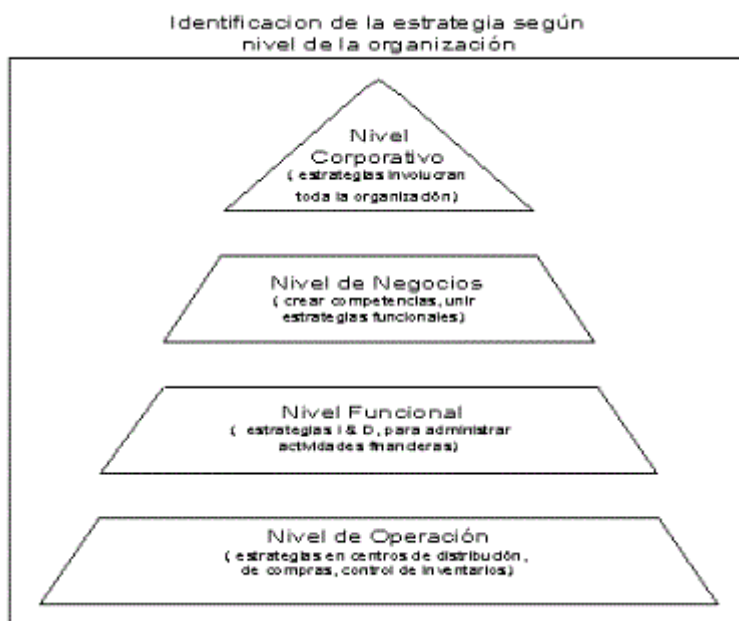 Identificacion de la estrategia según
nivel de la organización
Nivel
Corporativo
( estrategias involucran
toda la organización)
Nivel de Negocios
( crear competencias, unir
estrategias funcionales)
Nivel Funcional
( estrategias I & D, para administrar
actividades financieras)
Nivel de Operación
( estrategias en centros de distribución,
de compras, control de inventarios)